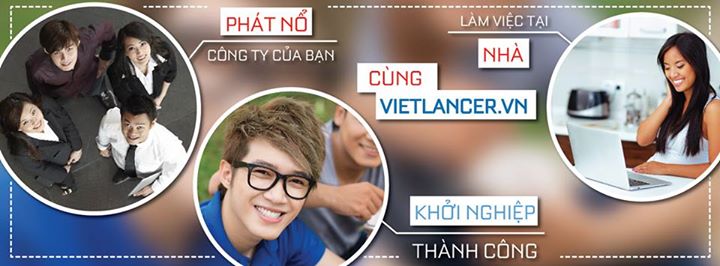 PHÁT NỔ
CÔNG TY CỦA BẠN
CÙNG
VIETLANCER.VN
LÀM VIỆC TẠI
NHÀ
KHỞI NGHIỆP
THÀNH CÔNG